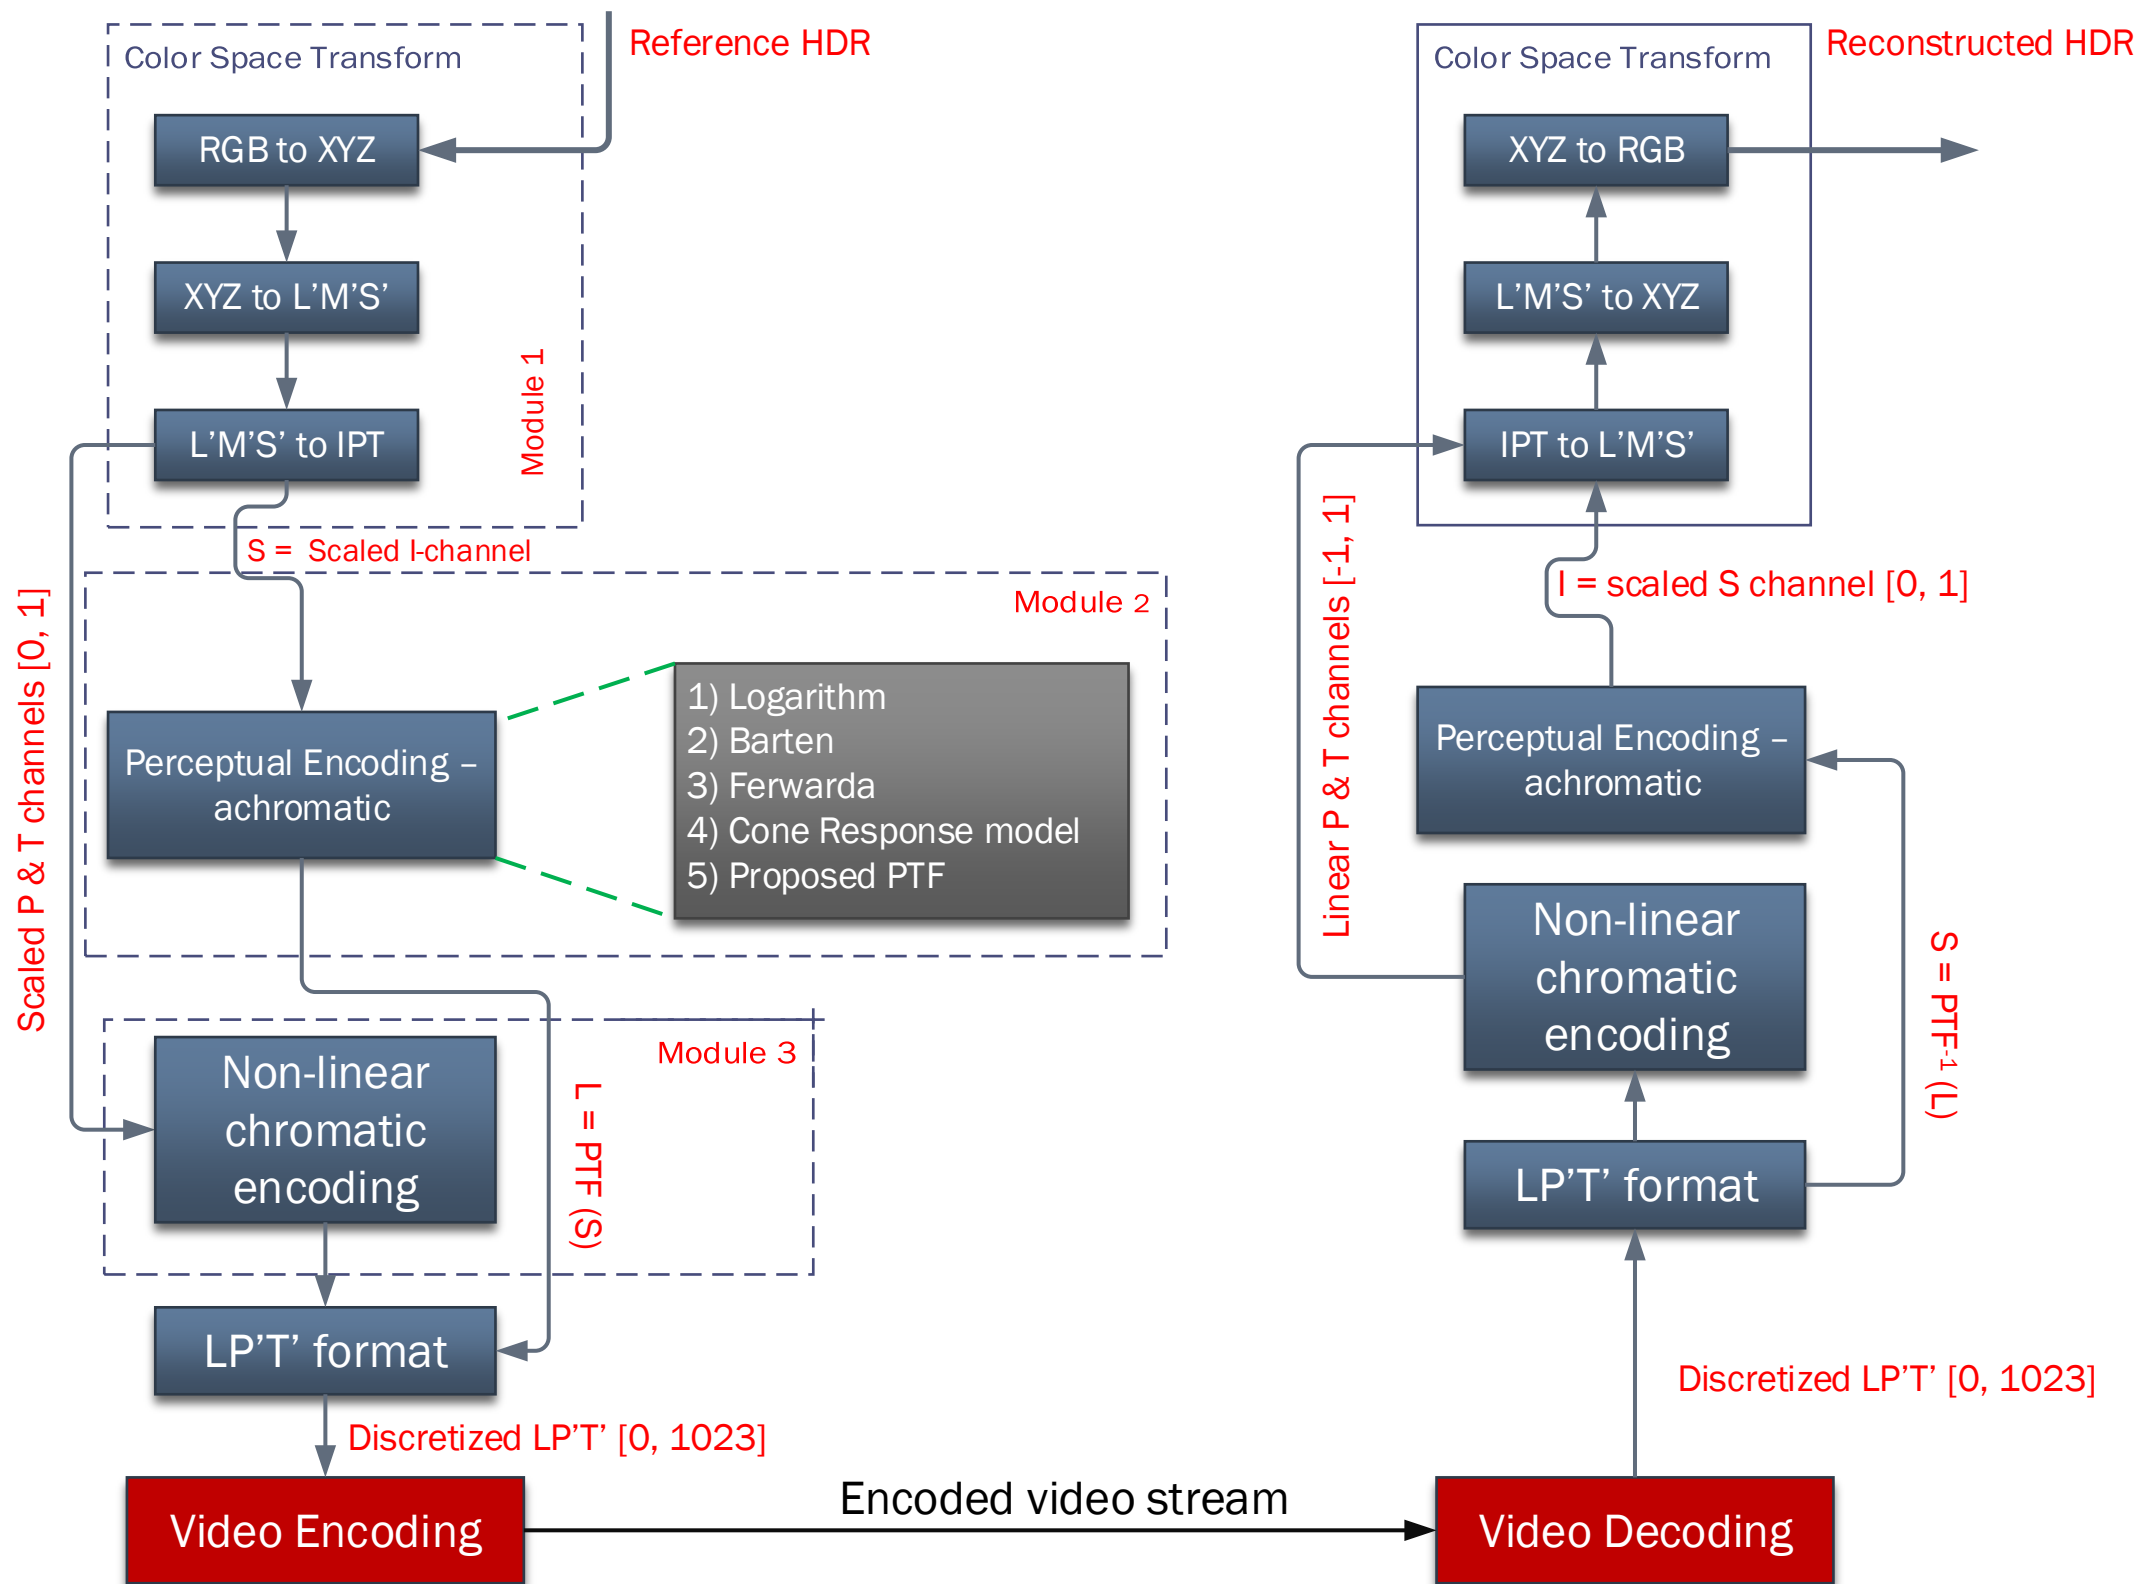 Color Space Transform
Reference HDR
RGB to XYZ
XYZ to L’M’S’
Module 1
L’M’S’ to IPT
S = Scaled I-channel
Scaled P & T channels [0, 1]
Module 2
Perceptual Encoding –
achromatic
1) Logarithm
2) Barten
3) Ferwarda
4) Cone Response model
5) Proposed PTF
Module 3
Non-linear
chromatic
encoding
L = PTF (S)
LP’T’ format
Discretized LP’T’ [0, 1023]
Video Encoding
Encoded video stream
Color Space Transform
Reconstructed HDR
XYZ to RGB
L’M’S’ to XYZ
IPT to L’M’S’
Linear P & T channels [-1, 1]
I = scaled S channel [0, 1]
Perceptual Encoding –
achromatic
Non-linear
chromatic
encoding
S = PTF-1 (L)
LP’T’ format
Discretized LP’T’ [0, 1023]
Video Decoding